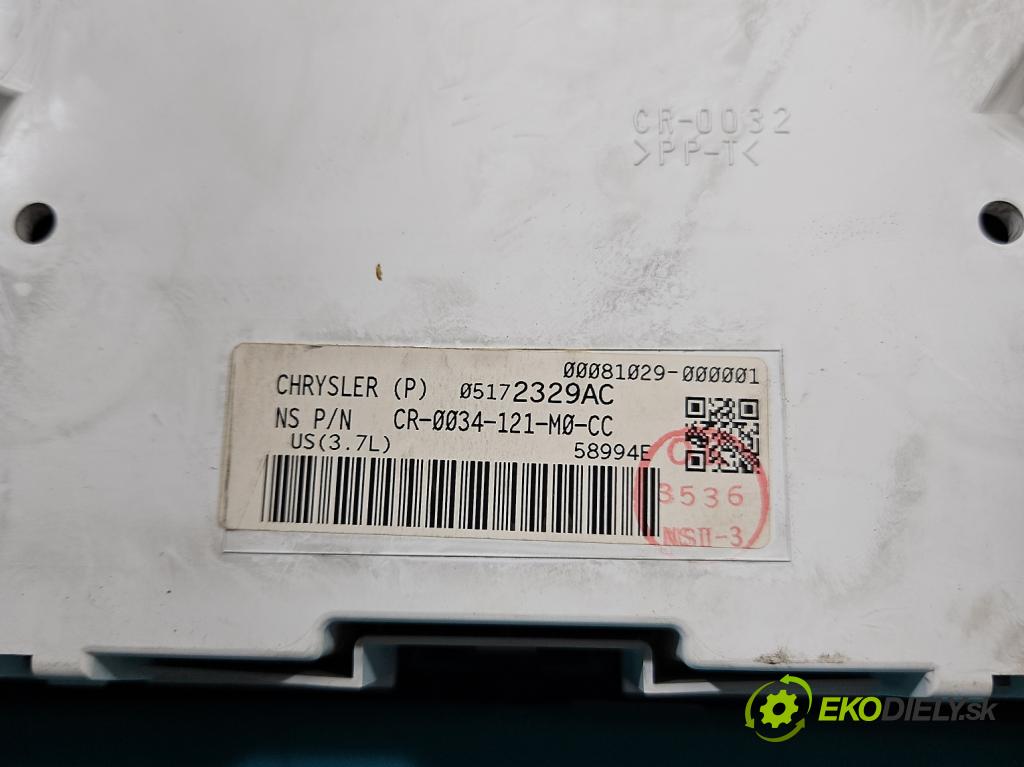 CR-0032
>PP-T<
00081029-000001
CHRYSLER (P) 05172329AC
NS P/N CR-0034-121-M0-CC
US(3.7L) 58994E
3536
NSII-3
EKODIELY.sk